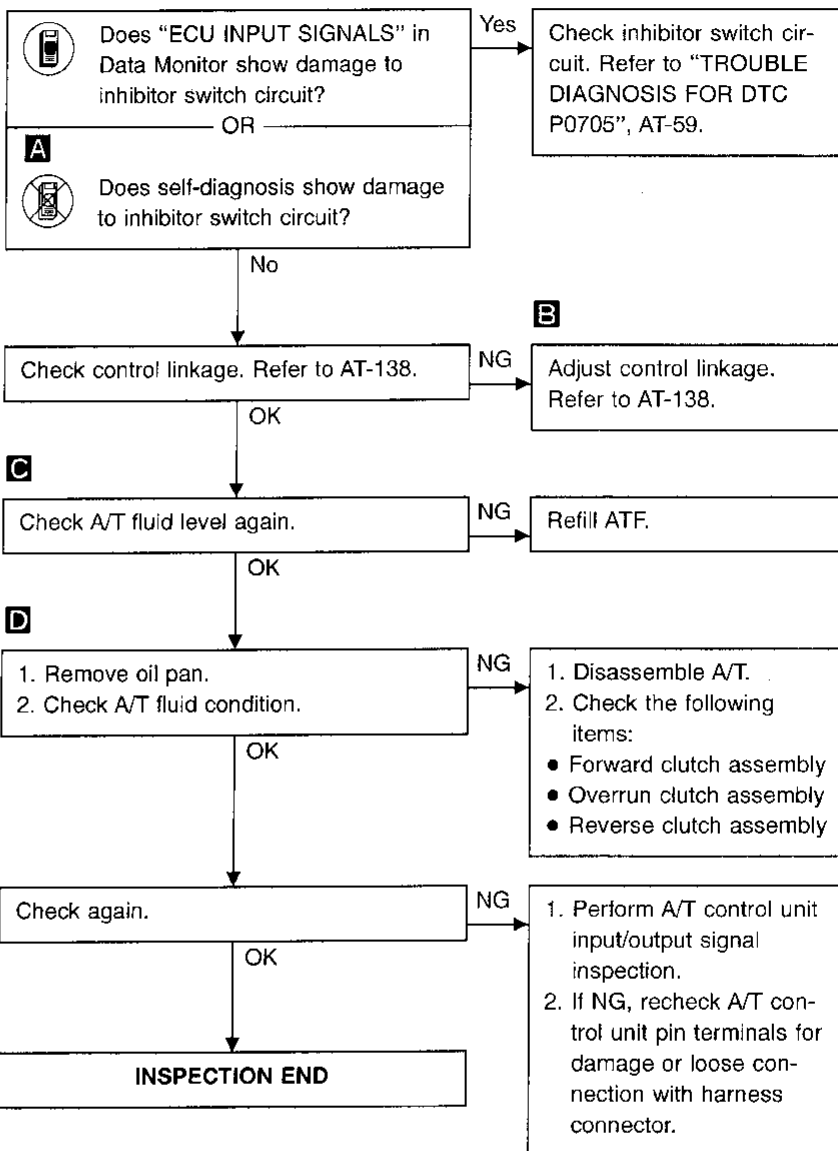 Does “ECU INPUT SIGNALS” in
Data Monitor show damage to
inhibitor switch circuit?
OR
A
Does self-diagnosis show damage
to inhibitor switch circuit?
Yes
Check inhibitor switch cir-
cuit. Refer to “TROUBLE
DIAGNOSIS FOR DTC
P0705”, AT-59.
No
Check control linkage. Refer to AT-138.
NG
B
Adjust control linkage.
Refer to AT-138.
OK
C
Check A/T fluid level again.
NG
Refill ATF.
OK
D
1. Remove oil pan.
2. Check A/T fluid condition.
NG
1. Disassemble A/T.
2. Check the following
items:
● Forward clutch assembly
● Overrun clutch assembly
● Reverse clutch assembly
OK
Check again.
NG
1. Perform A/T control unit
input/output signal
inspection.
2. If NG, recheck A/T con-
trol unit pin terminals for
damage or loose con-
nection with harness
connector.
OK
INSPECTION END